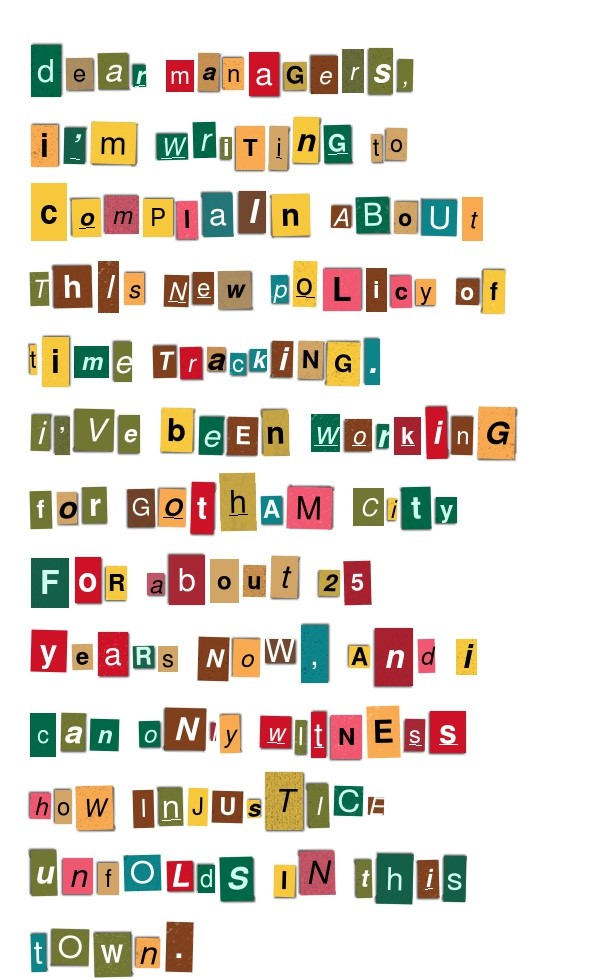 dear manaGers,
i'm WriTinG to
compIaIn ABoUt
ThIs New poLicy of
time TrackiNG.
i've beEn workinG
for GothAM City
FoR about 25
yeaRs NoW, And i
can oNly wItNEss
hoW InJUsTICE
unfOLdS IN this
tOwn.